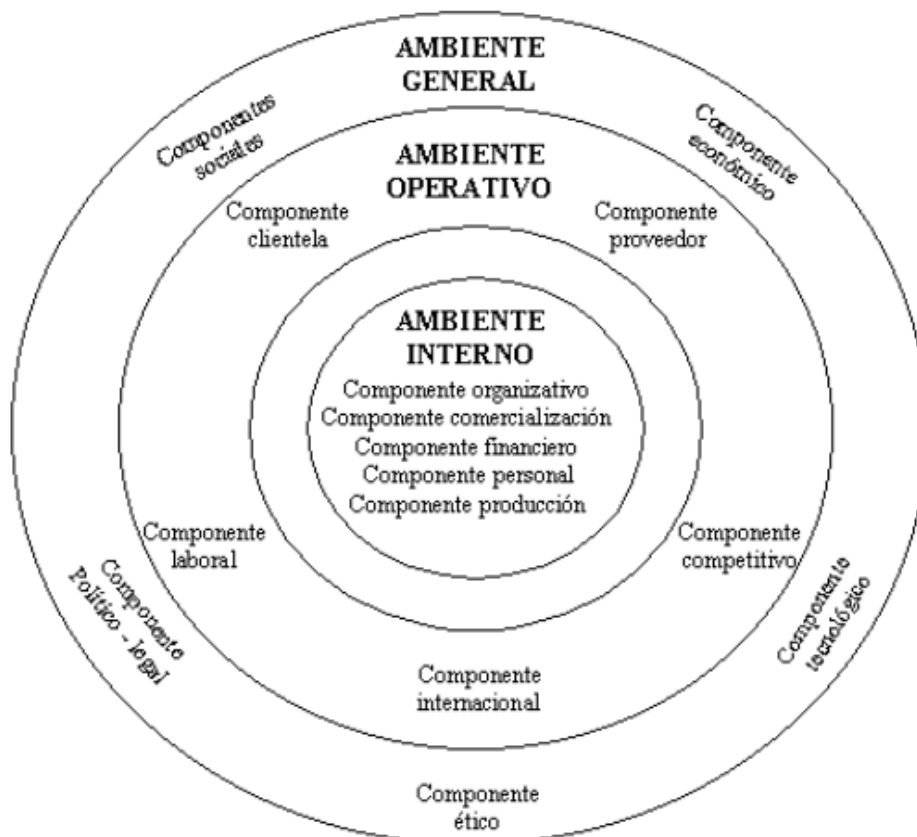 AMBIENTE
GENERAL
Componentes
sociales
Componente
económico
AMBIENTE
OPERATIVO
Componente
clientela
Componente
proveedor
AMBIENTE
INTERNO
Componente organizativo
Componente comercialización
Componente financiero
Componente personal
Componente producción
Componente
laboral
Componente
competitivo
Componente
Político - legal
Componente
tecnológico
Componente
internacional
Componente
ético